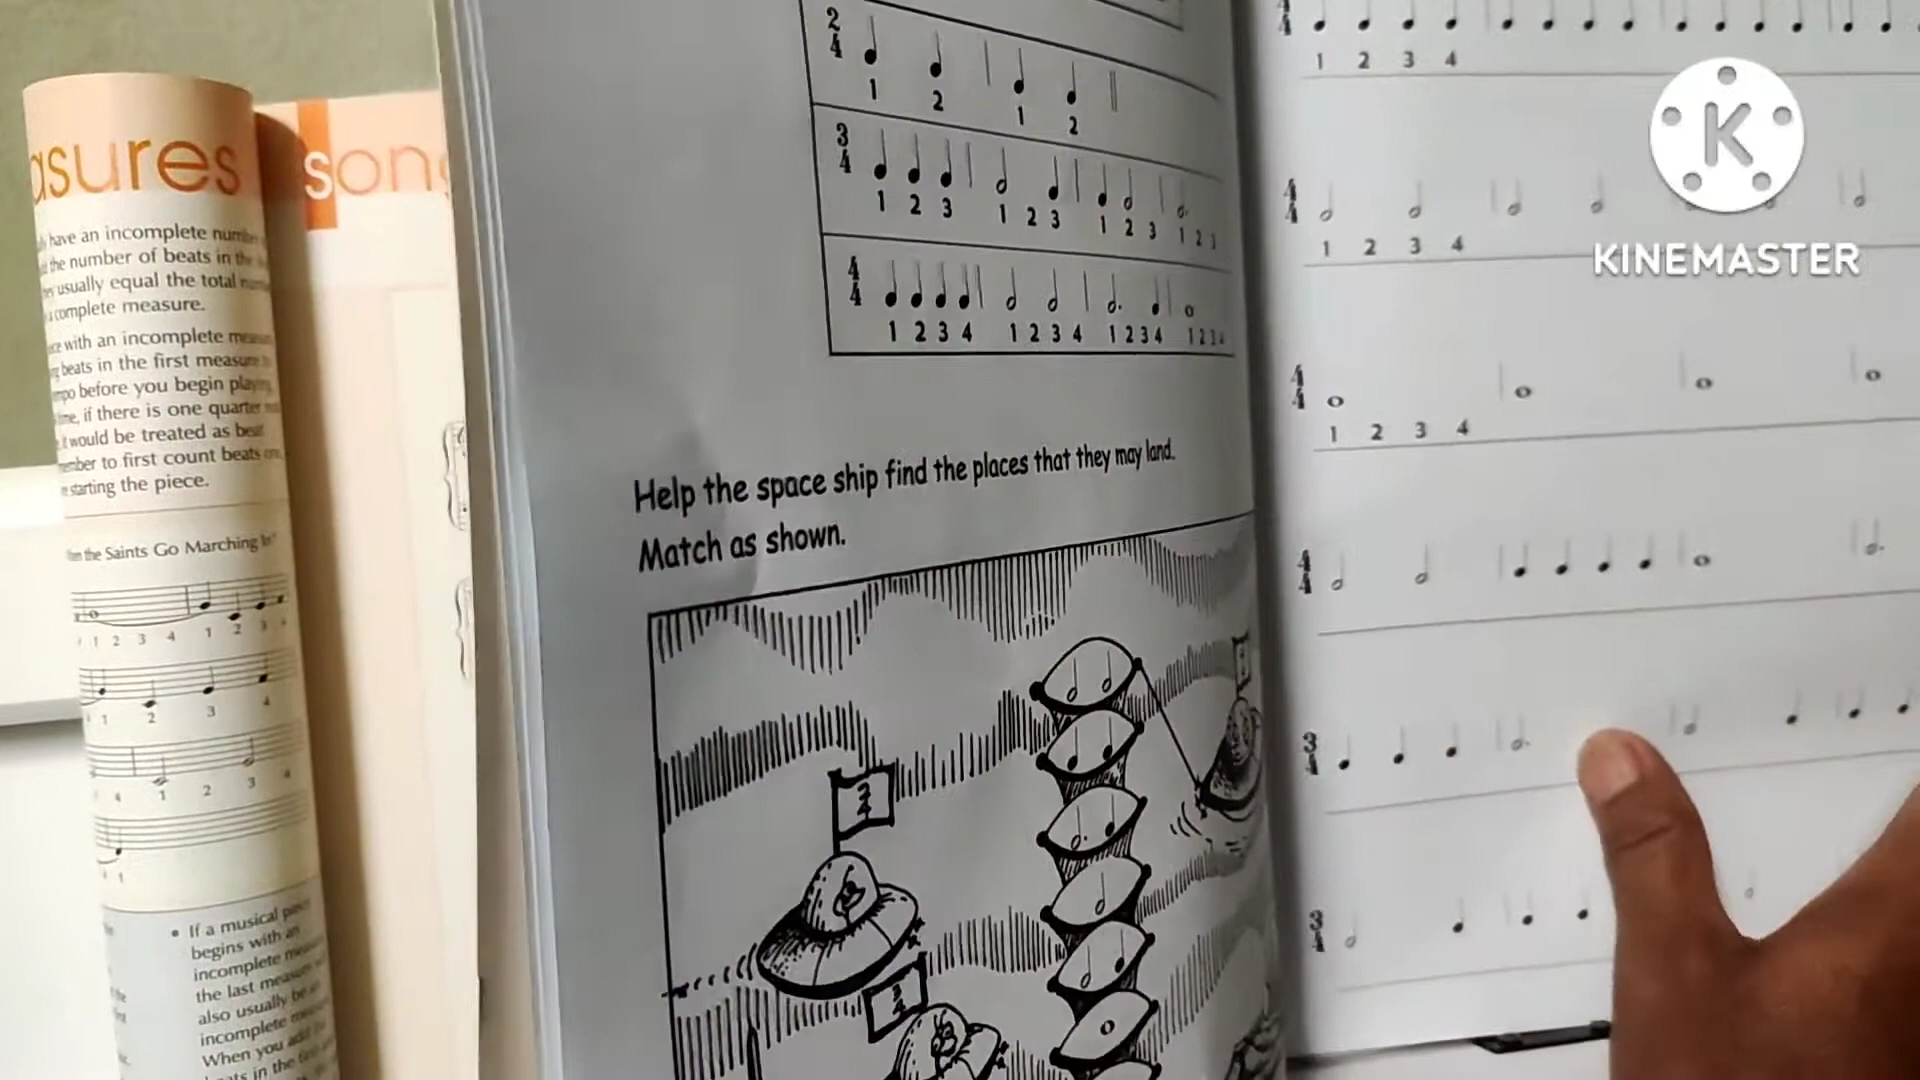 asures
song
have an incomplete
the number of beats in the
usually equal the total
complete measure.
with an incomplete
beats in the first measure
before you begin playing
time, if there is one quarter
it would be treated as beat
to first count beats
starting the piece.
the Saints Go Marching
1 2 3 4 1 2 3
1 2 3 4
4 1 2 3 4
1
• If a musical piece
begins with an
incomplete
the last measure
also usually be
incomplete
When you
in the
2
4
1 2 1 2
3
4
1 2 3 1 2 3 1 2 3 1 2 3
4
4
1 2 3 4 1 2 3 4 1 2 3 4 1 2 3 4
Help the space ship find the places that they may land.
Match as shown.
3
4
1 2 3 4
4
4
1 2 3 4
4
4
1 2 3 4
4
4
3
4
3
KINEMASTER